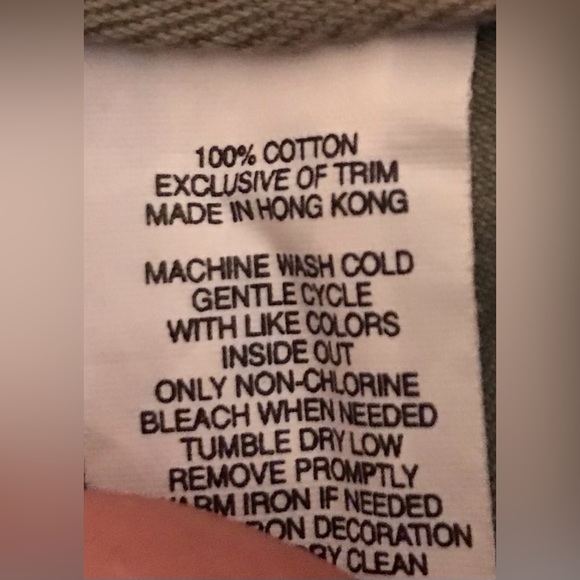 100% COTTON
EXCLUSIVE OF TRIM
MADE IN HONG KONG
MACHINE WASH COLD
GENTLE CYCLE
WITH LIKE COLORS
INSIDE OUT
ONLY NON-CHLORINE
BLEACH WHEN NEEDED
TUMBLE DRY LOW
REMOVE PROMPTLY
IRON IF NEEDED
DECORATION
CLEAN